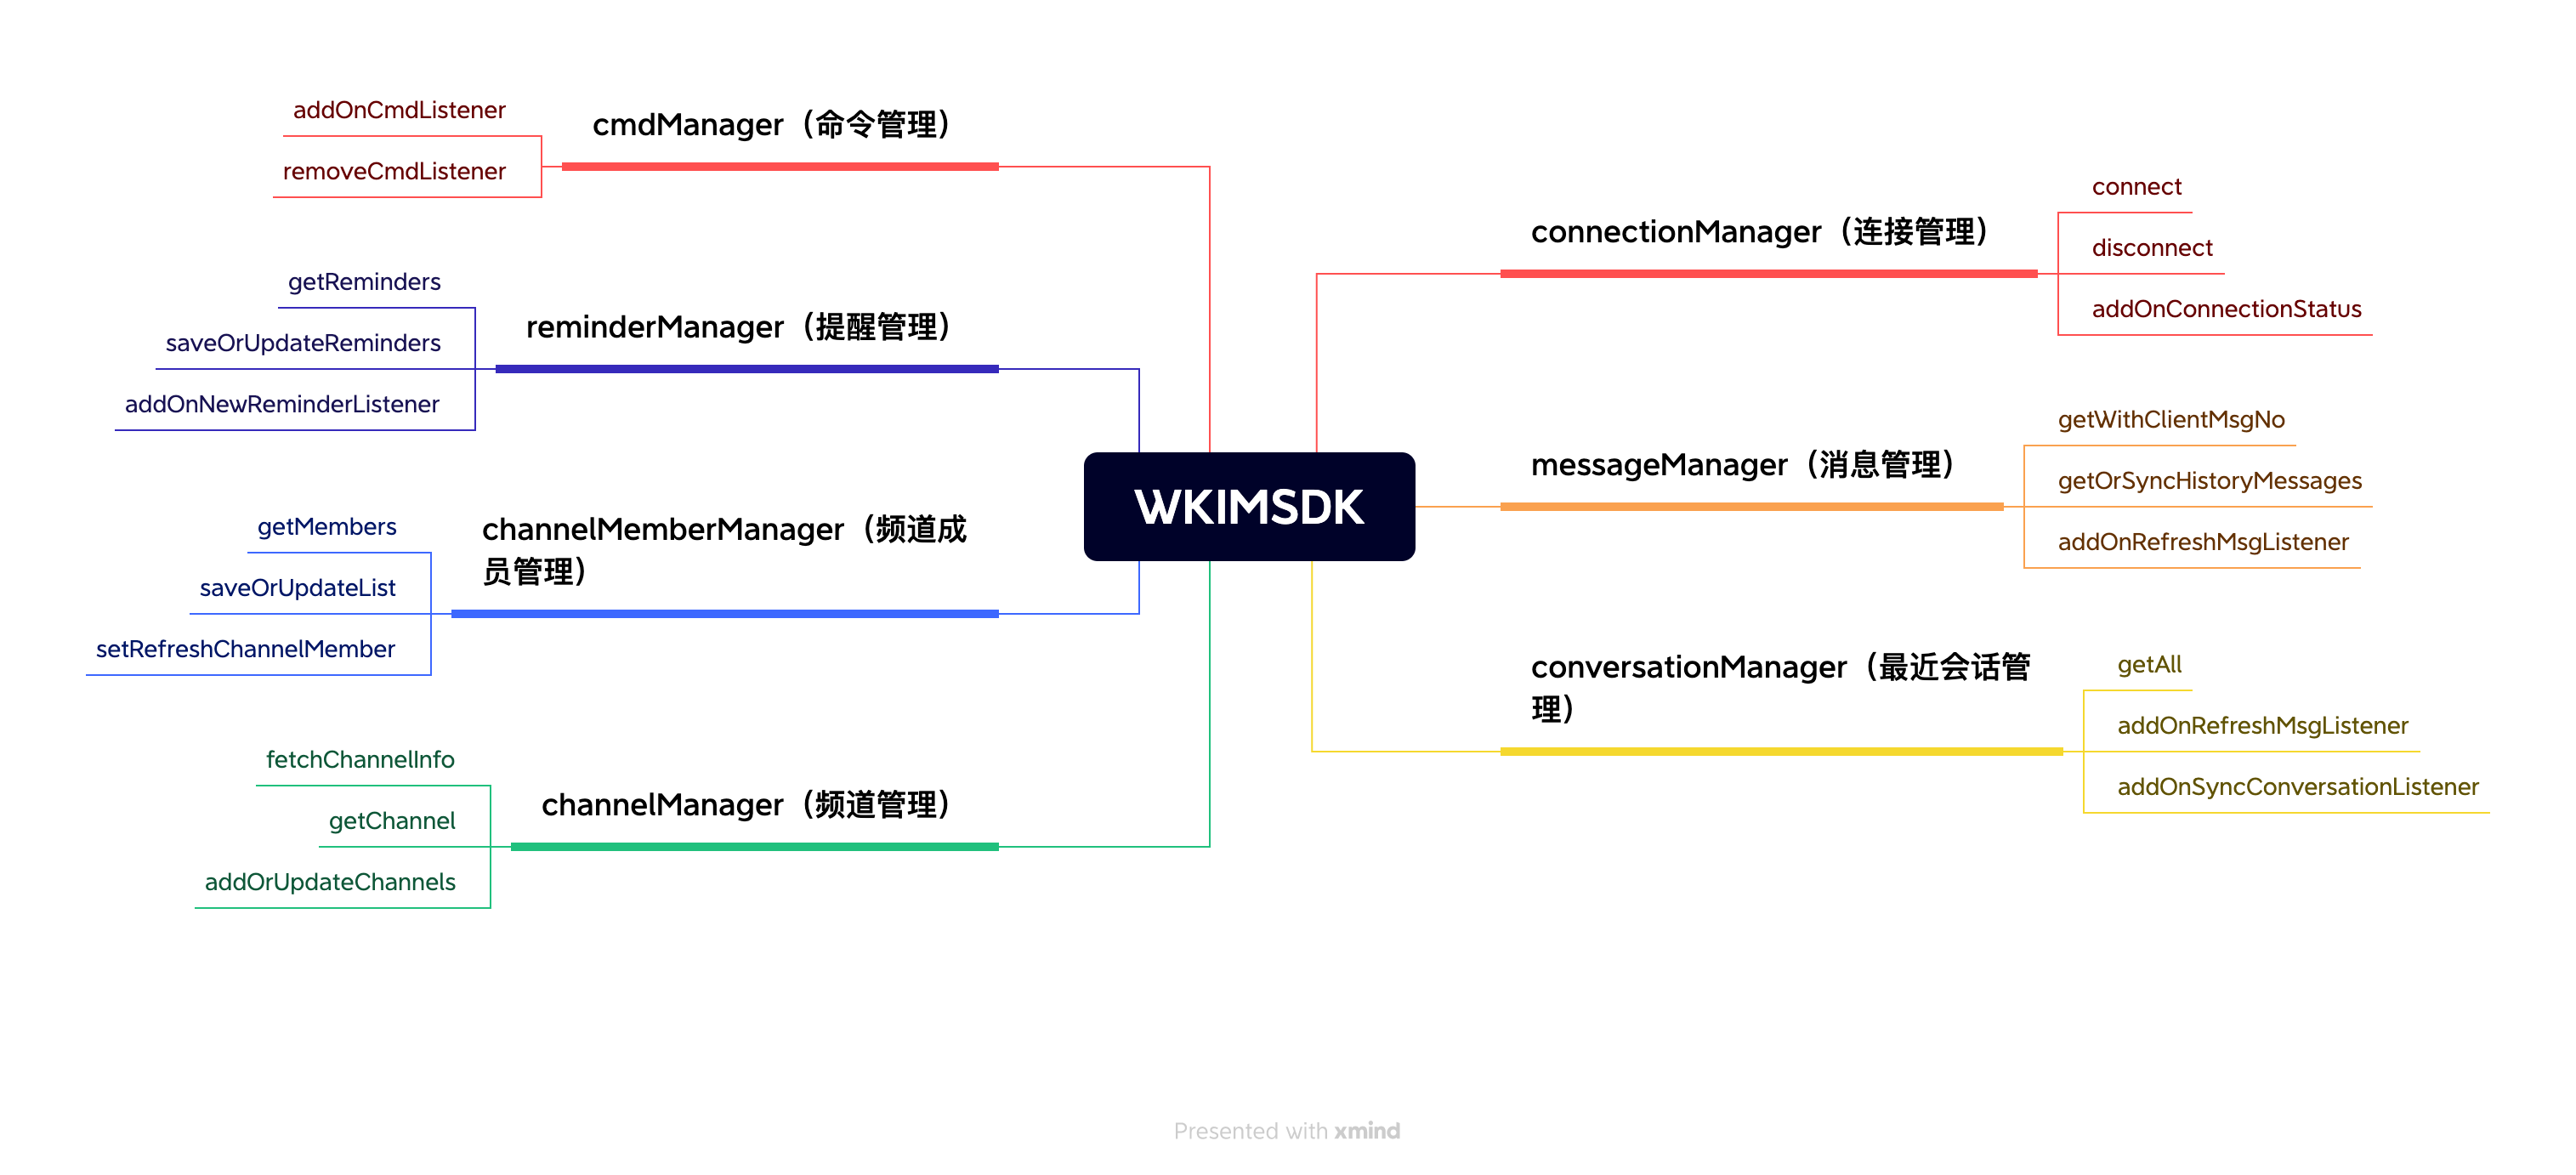 WKIMSDK
connectionManager（连接管理）
connect
disconnect
addOnConnectionStatus
messageManager（消息管理）
getWithClientMsgNo
getOrSyncHistoryMessages
addOnRefreshMsgListener
conversationManager（最近会话管
理）
getAll
addOnRefreshMsgListener
addOnSyncConversationListener
cmdManager（命令管理）
addOnCmdListener
removeCmdListener
reminderManager（提醒管理）
getReminders
saveOrUpdateReminders
addOnNewReminderListener
channelMemberManager（频道成
员管理）
getMembers
saveOrUpdateList
setRefreshChannelMember
channelManager（频道管理）
fetchChannelInfo
getChannel
addOrUpdateChannels
Presented with xmind